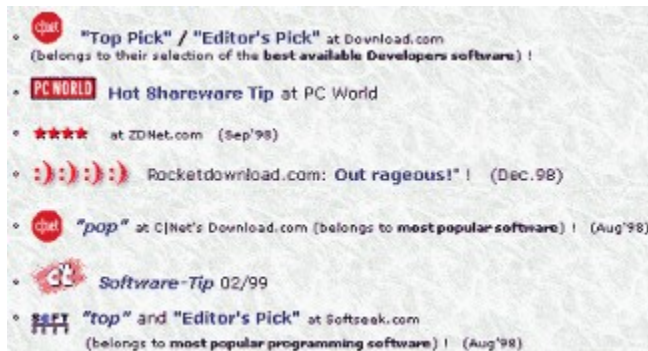 c|net "Top Pick" / "Editor's Pick" at Download.com
(belongs to their selection of the best available Developers software) !
PC WORLD Hot Shareware Tip at PC World
at ZDNet.com (Sep'98)
:) :) :) :) Rocketdownload.com: Out rageous!" ! (Dec.98)
c|net "pop" at C|Net's Download.com (belongs to most popular software) ! (Aug'98)
c't Software-Tip 02/99
SOFT "top" and "Editor's Pick" at Softseek.com
(belongs to most popular programming software) ! (Aug'98)